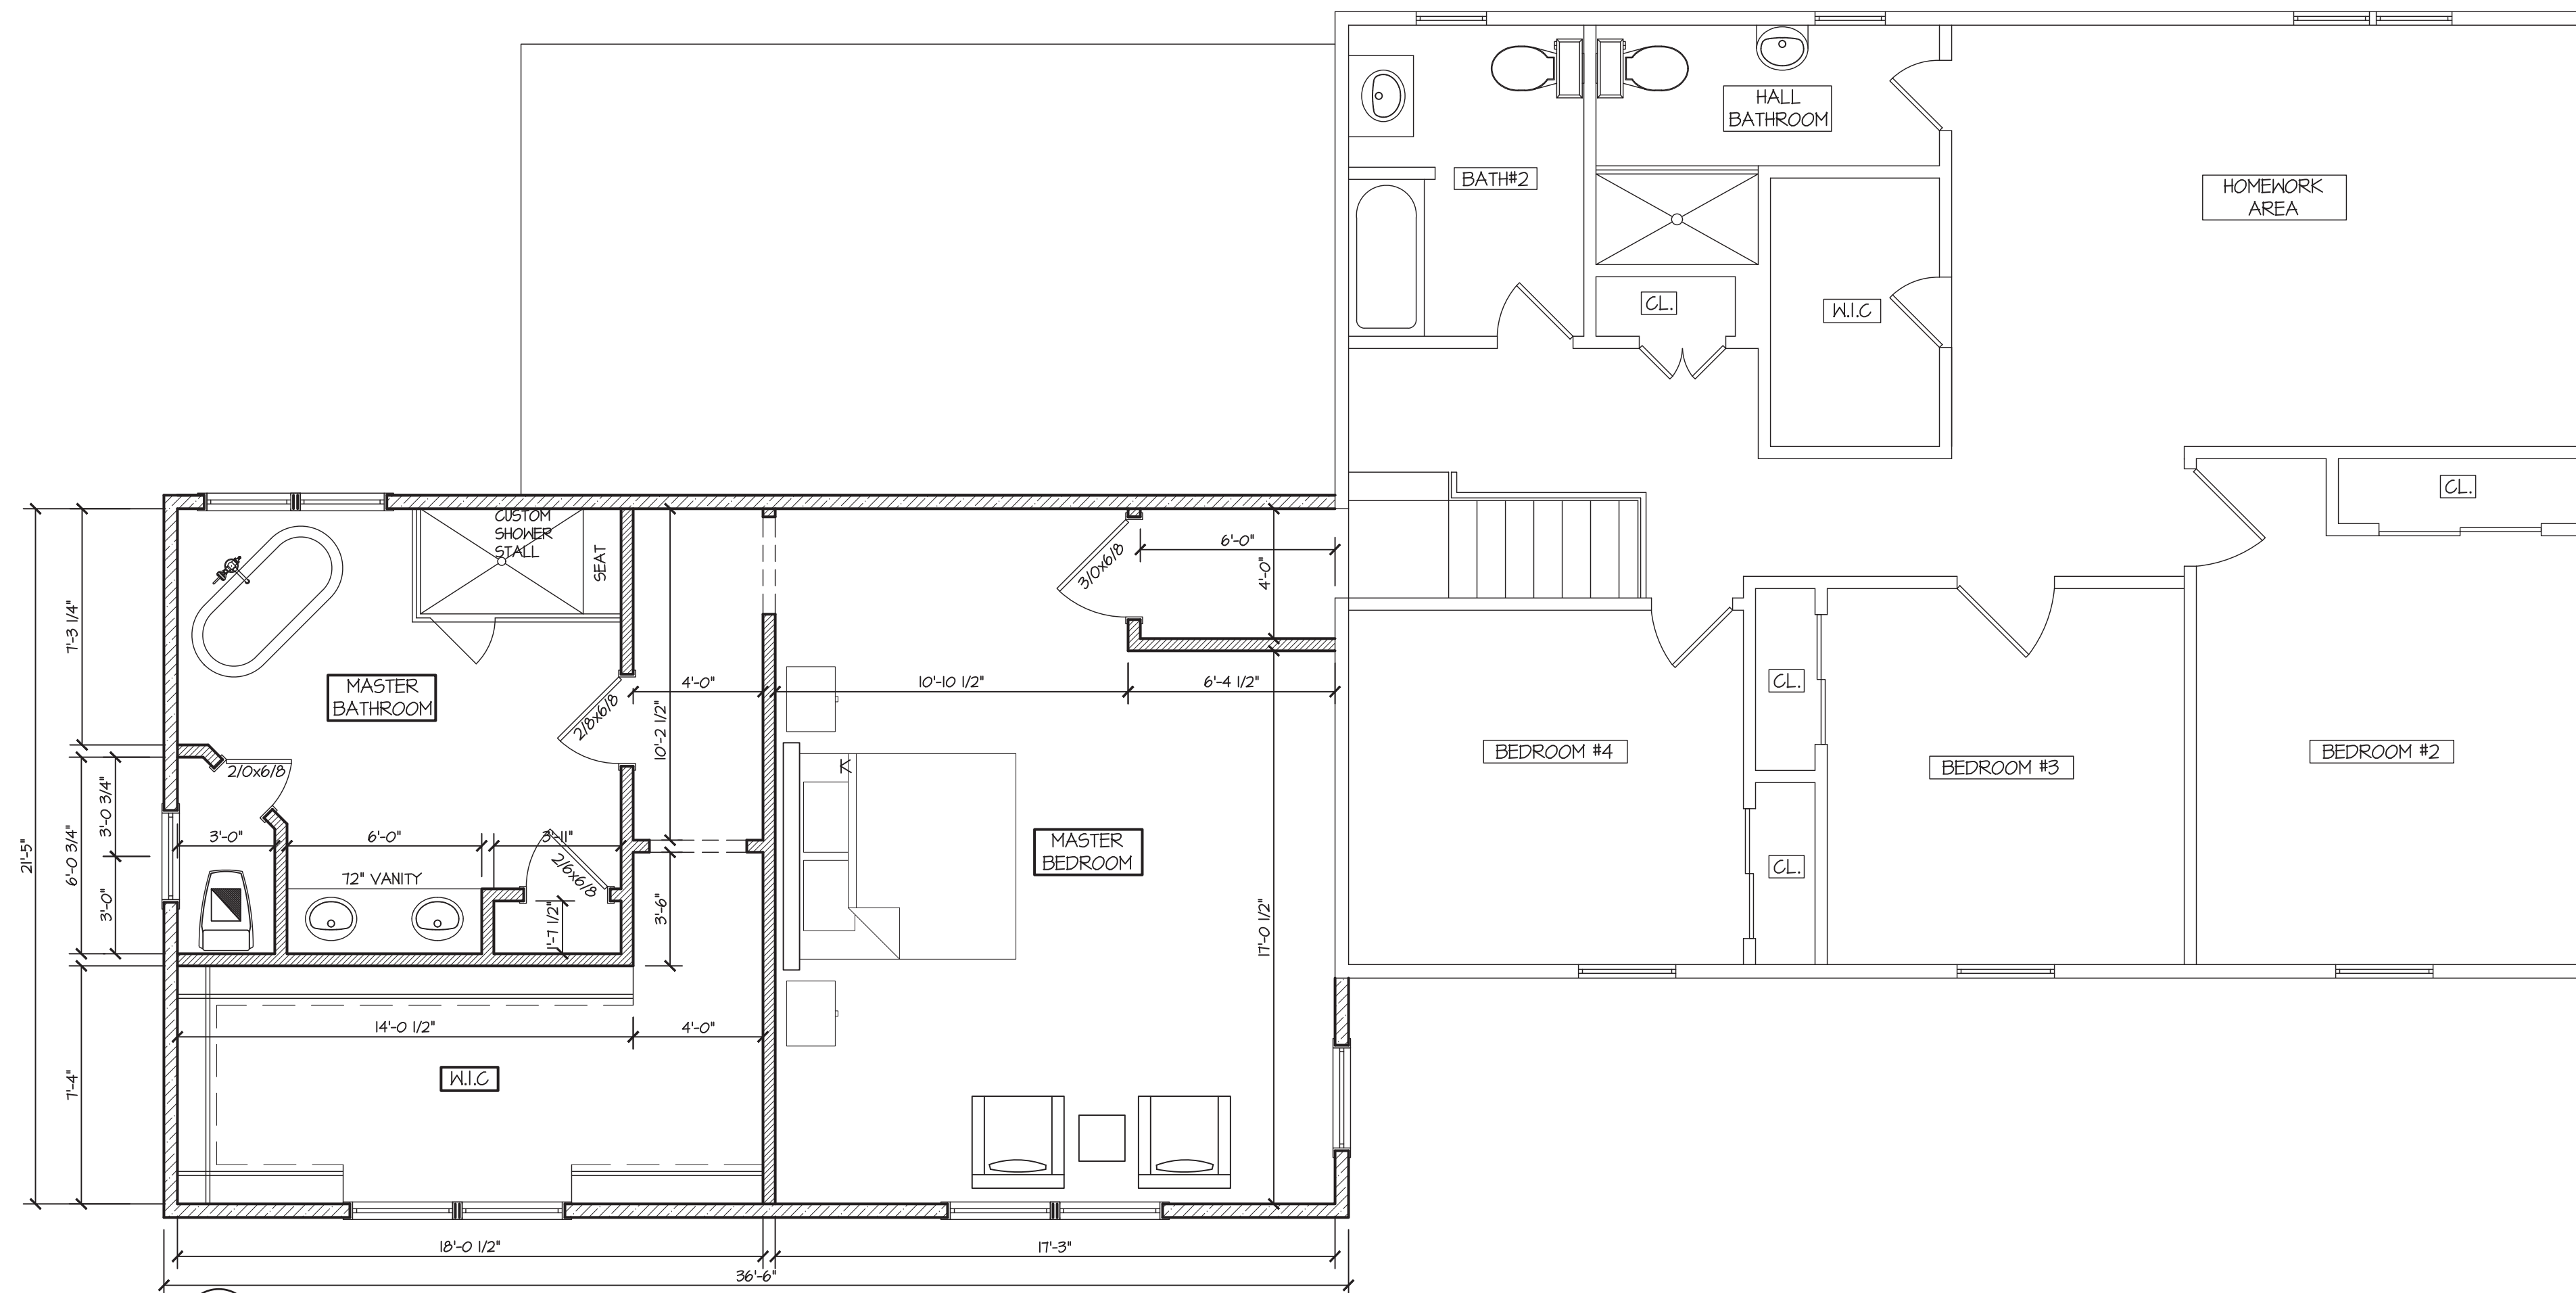 HALL
BATHROOM
BATH#2
HOMEWORK
AREA
CL.
W.I.C
CL.
CUSTOM
SHOWER
STALL
SEAT
3/0x6/8
6'-0"
4'-0"
7'-3 1/4"
MASTER
BATHROOM
2/8x6/8
4'-0"
10'-10 1/2"
6'-4 1/2"
10'-2 1/2"
CL.
BEDROOM #4
BEDROOM #3
BEDROOM #2
2/0x6/8
K
21'-5"
6'-0 3/4"
3'-0 3/4"
3'-0"
3'-0"
6'-0"
3'-11"
2/6x6/8
MASTER
BEDROOM
CL.
72" VANITY
1'-7 1/2"
3'-6"
17'-0 1/2"
14'-0 1/2"
4'-0"
W.I.C
7'-4"
18'-0 1/2"
17'-3"
36'-6"